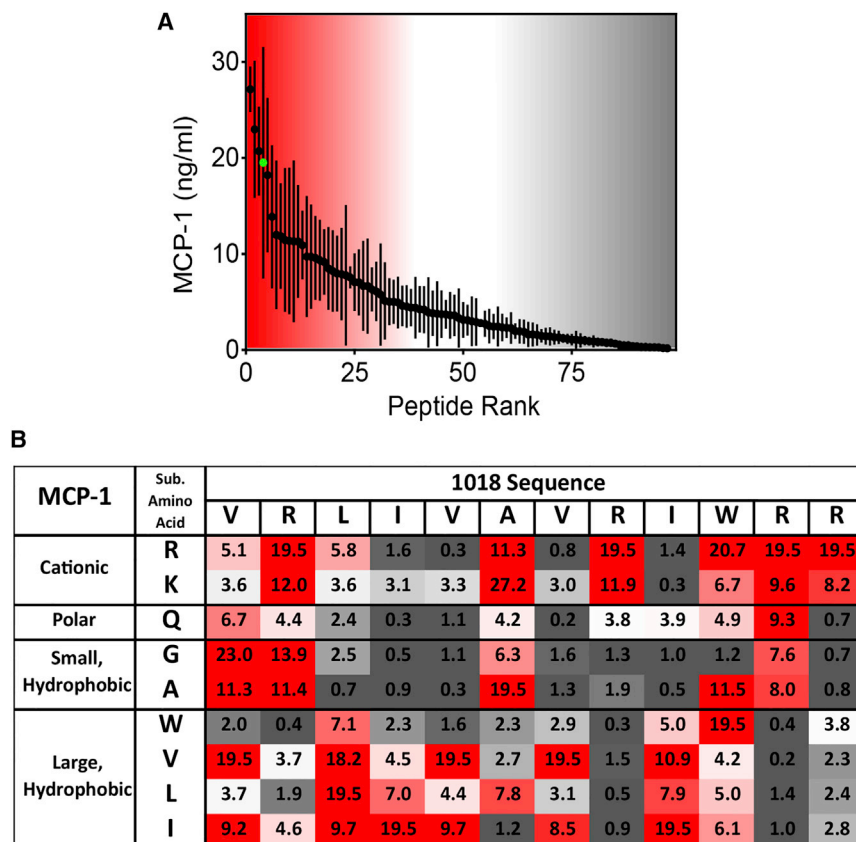 A
MCP-1 (ng/ml)
30
20
10
0
0 25 50 75
Peptide Rank
B
MCP-1 Sub. Amino Acid 1018 Sequence
V R L I V A V R I W R R
Cationic R 5.1 19.5 5.8 1.6 0.3 11.3 0.8 19.5 1.4 20.7 19.5 19.5
K 3.6 12.0 3.6 3.1 3.3 27.2 3.0 11.9 0.3 6.7 9.6 8.2
Polar Q 6.7 4.4 2.4 0.3 1.1 4.2 0.2 3.8 3.9 4.9 9.3 0.7
Small, Hydrophobic G 23.0 13.9 2.5 0.5 1.1 6.3 1.6 1.3 1.0 1.2 7.6 0.7
A 11.3 11.4 0.7 0.9 0.3 19.5 1.3 1.9 0.5 11.5 8.0 0.8
Large, Hydrophobic W 2.0 0.4 7.1 2.3 1.6 2.3 2.9 0.3 5.0 19.5 0.4 3.8
V 19.5 3.7 18.2 4.5 19.5 2.7 19.5 1.5 10.9 4.2 0.2 2.3
L 3.7 1.9 19.5 7.0 4.4 7.8 3.1 0.5 7.9 5.0 1.4 2.4
I 9.2 4.6 9.7 19.5 9.7 1.2 8.5 0.9 19.5 6.1 1.0 2.8